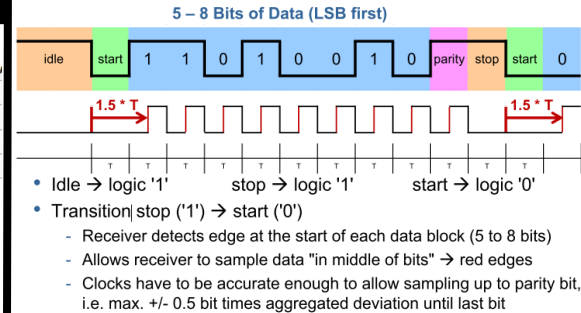 5 – 8 Bits of Data (LSB first)
idle start 1 1 0 1 0 0 1 0 parity stop start 0
1.5 * T 1.5 * T
T T T T T T T T T T T T
• Idle → logic '1' stop → logic '1' start → logic '0'
• Transition stop ('1') → start ('0')
- Receiver detects edge at the start of each data block (5 to 8 bits)
- Allows receiver to sample data "in middle of bits" → red edges
- Clocks have to be accurate enough to allow sampling up to parity bit,
i.e. max. +/- 0.5 bit times aggregated deviation until last bit